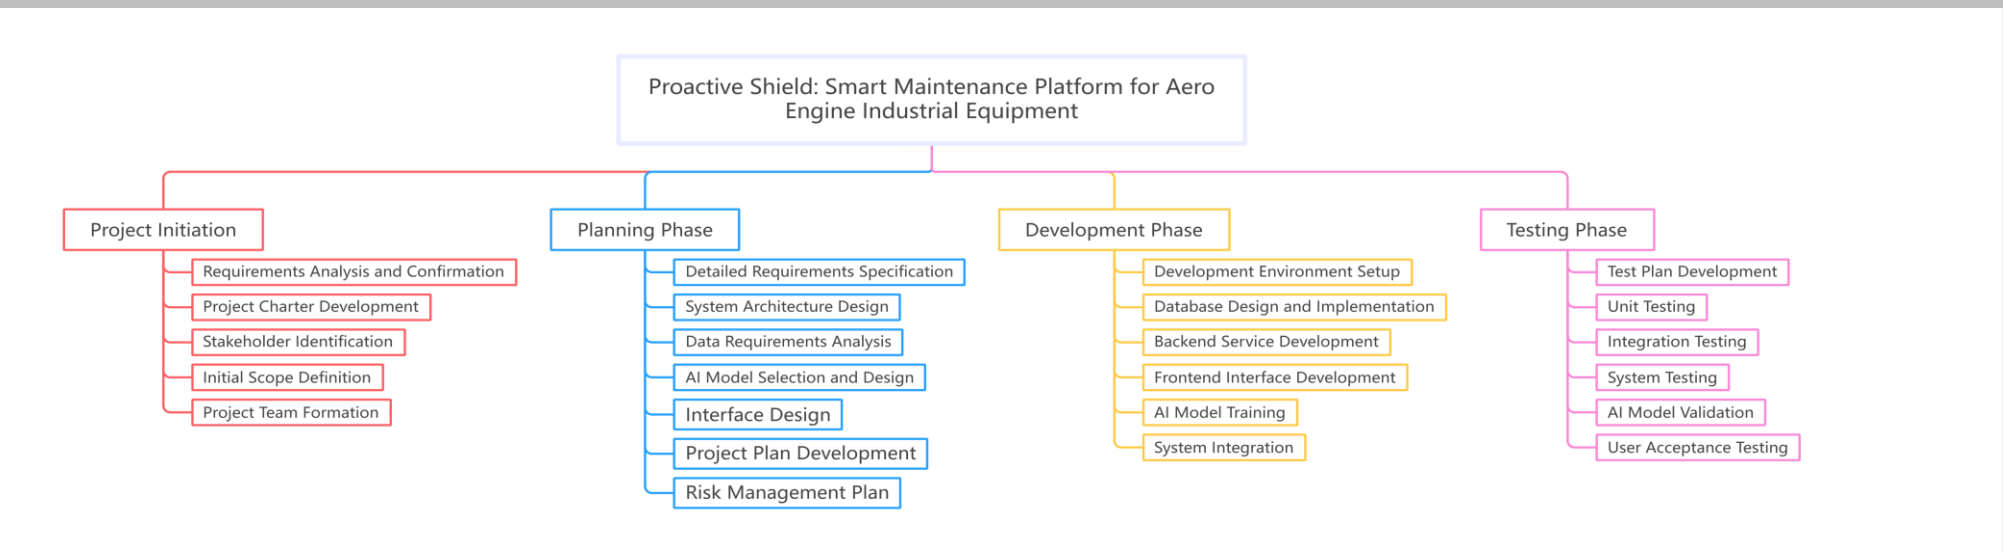 Proactive Shield: Smart Maintenance Platform for Aero
Engine Industrial Equipment
Project Initiation
Requirements Analysis and Confirmation
Project Charter Development
Stakeholder Identification
Initial Scope Definition
Project Team Formation
Planning Phase
Detailed Requirements Specification
System Architecture Design
Data Requirements Analysis
AI Model Selection and Design
Interface Design
Project Plan Development
Risk Management Plan
Development Phase
Development Environment Setup
Database Design and Implementation
Backend Service Development
Frontend Interface Development
AI Model Training
System Integration
Testing Phase
Test Plan Development
Unit Testing
Integration Testing
System Testing
AI Model Validation
User Acceptance Testing